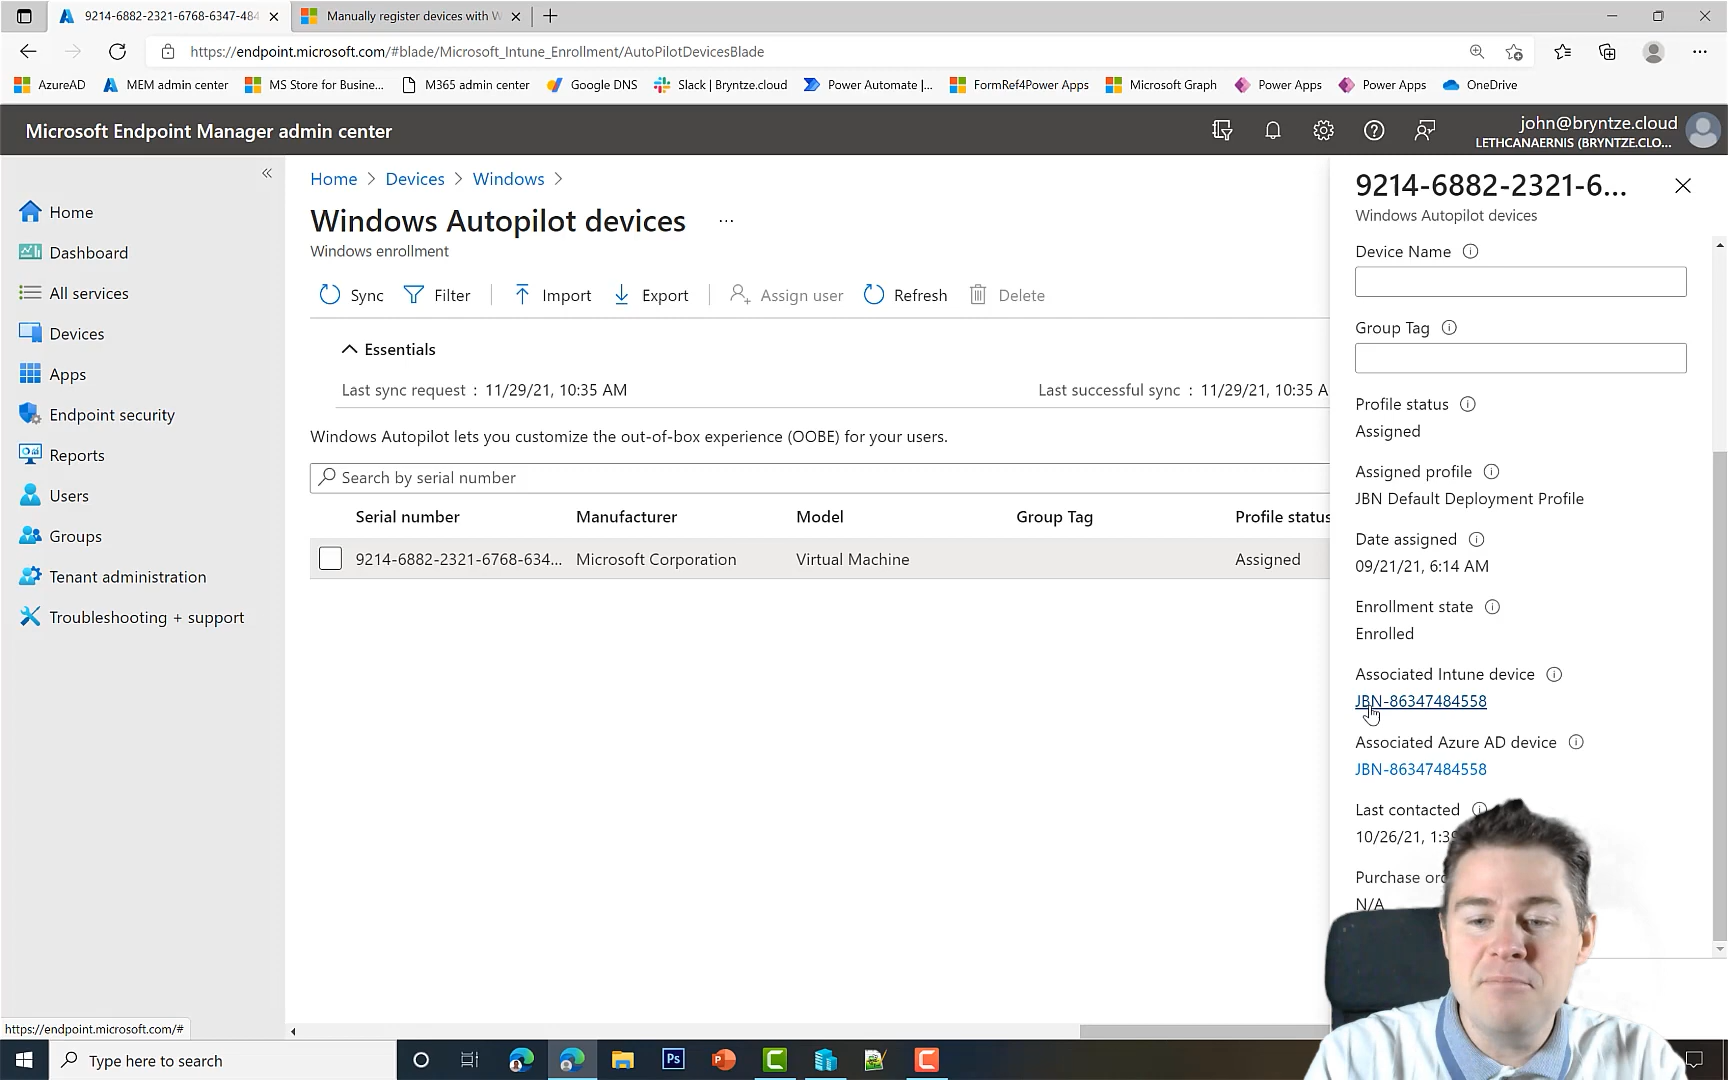 9214-6882-2321-6768-6347-484
Manually register devices with W
https://endpoint.microsoft.com/#blade/Microsoft_Intune_Enrollment/AutoPilotDevicesBlade
AzureAD
MEM admin center
MS Store for Busine...
M365 admin center
Google DNS
Slack | Bryntze.cloud
Power Automate |...
FormRef4Power Apps
Microsoft Graph
Power Apps
Power Apps
OneDrive
Microsoft Endpoint Manager admin center
john@bryntze.cloud
LETHCANAERNIS (BRYNTZE.CLO...
Home
Dashboard
All services
Devices
Apps
Endpoint security
Reports
Users
Groups
Tenant administration
Troubleshooting + support
Home > Devices > Windows >
Windows Autopilot devices ...
Windows enrollment
Sync
Filter
Import
Export
Assign user
Refresh
Delete
Essentials
Last sync request : 11/29/21, 10:35 AM
Last successful sync : 11/29/21, 10:35 A
Windows Autopilot lets you customize the out-of-box experience (OOBE) for your users.
Search by serial number
Serial number Manufacturer Model Group Tag Profile status
9214-6882-2321-6768-634... Microsoft Corporation Virtual Machine Assigned
9214-6882-2321-6...
Windows Autopilot devices
Device Name
Group Tag
Profile status
Assigned
Assigned profile
JBN Default Deployment Profile
Date assigned
09/21/21, 6:14 AM
Enrollment state
Enrolled
Associated Intune device
JBN-86347484558
Associated Azure AD device
JBN-86347484558
Last contacted
10/26/21, 1:39
Purchase ord
N/A
https://endpoint.microsoft.com/#
Type here to search
Ps